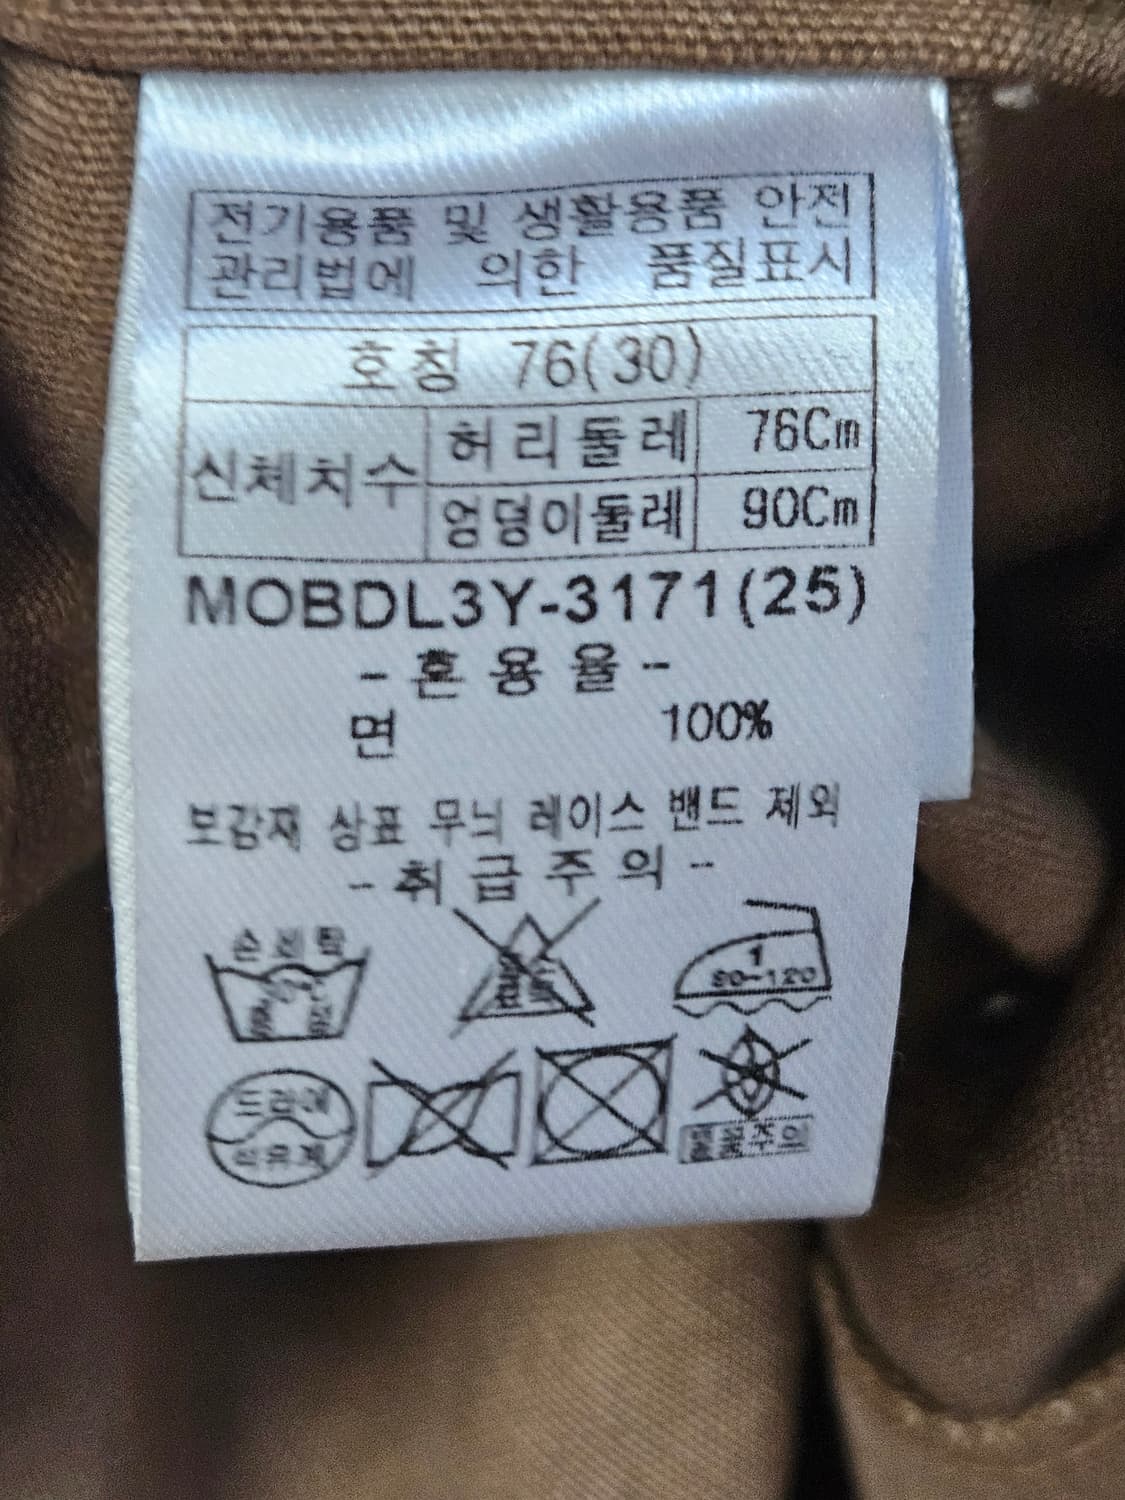 전기용품 및 생활용품 안전
관리법에 의한 품질표시
호칭 76(30)
신체치수
허리둘레 76Cm
엉덩이둘레 90Cm
MOBDL3Y-3171(25)
-혼용율-
면 100%
보감재 상표 무늬 레이스 밴드 제외
-취급주의-
손세탁
1
80~120
드라이
석유계
물주의